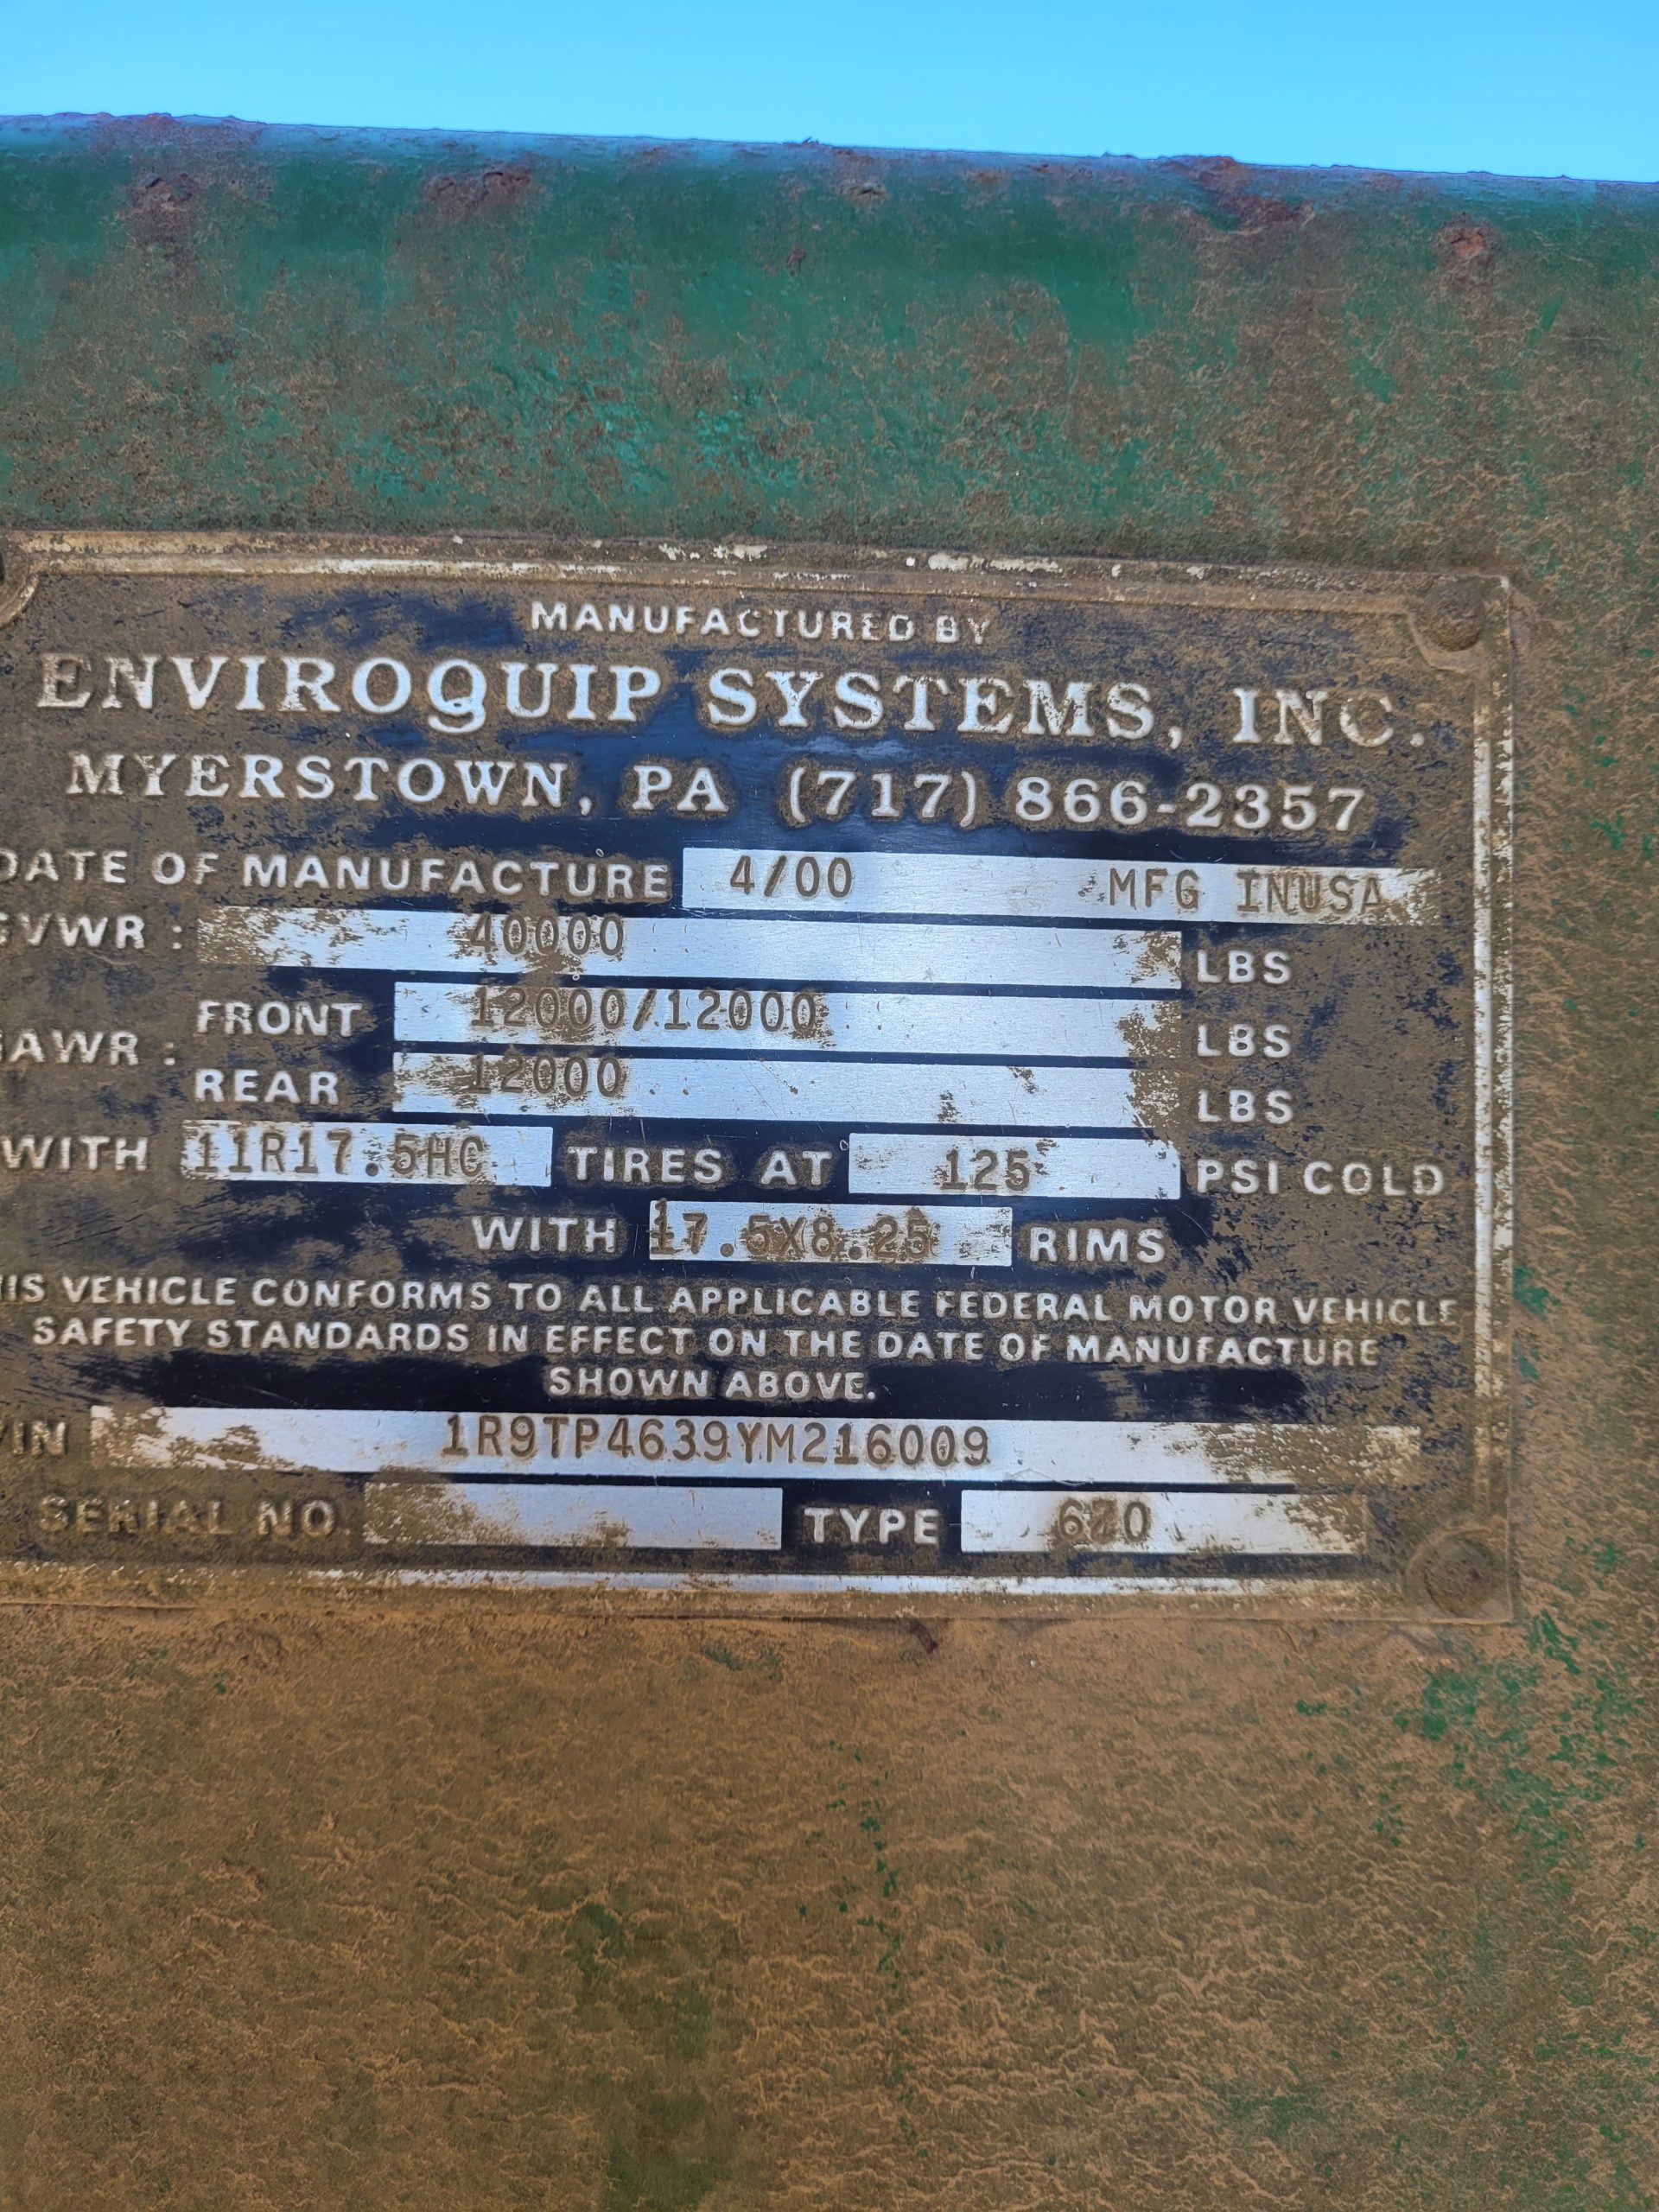 MANUFACTURED BY
ENVIROQUIP SYSTEMS, INC.
MYERSTOWN, PA (717) 866-2357
DATE OF MANUFACTURE 4/00 MFG INUSA
GVWR : 40000 LBS
GAWR : FRONT 12000/12000 LBS
REAR 12000 LBS
WITH 11R17.5HC TIRES AT 125 PSI COLD
WITH 17.5X8.25 RIMS
THIS VEHICLE CONFORMS TO ALL APPLICABLE FEDERAL MOTOR VEHICLE
SAFETY STANDARDS IN EFFECT ON THE DATE OF MANUFACTURE
SHOWN ABOVE.
VIN 1R9TP4639YM216009
SERIAL NO. TYPE